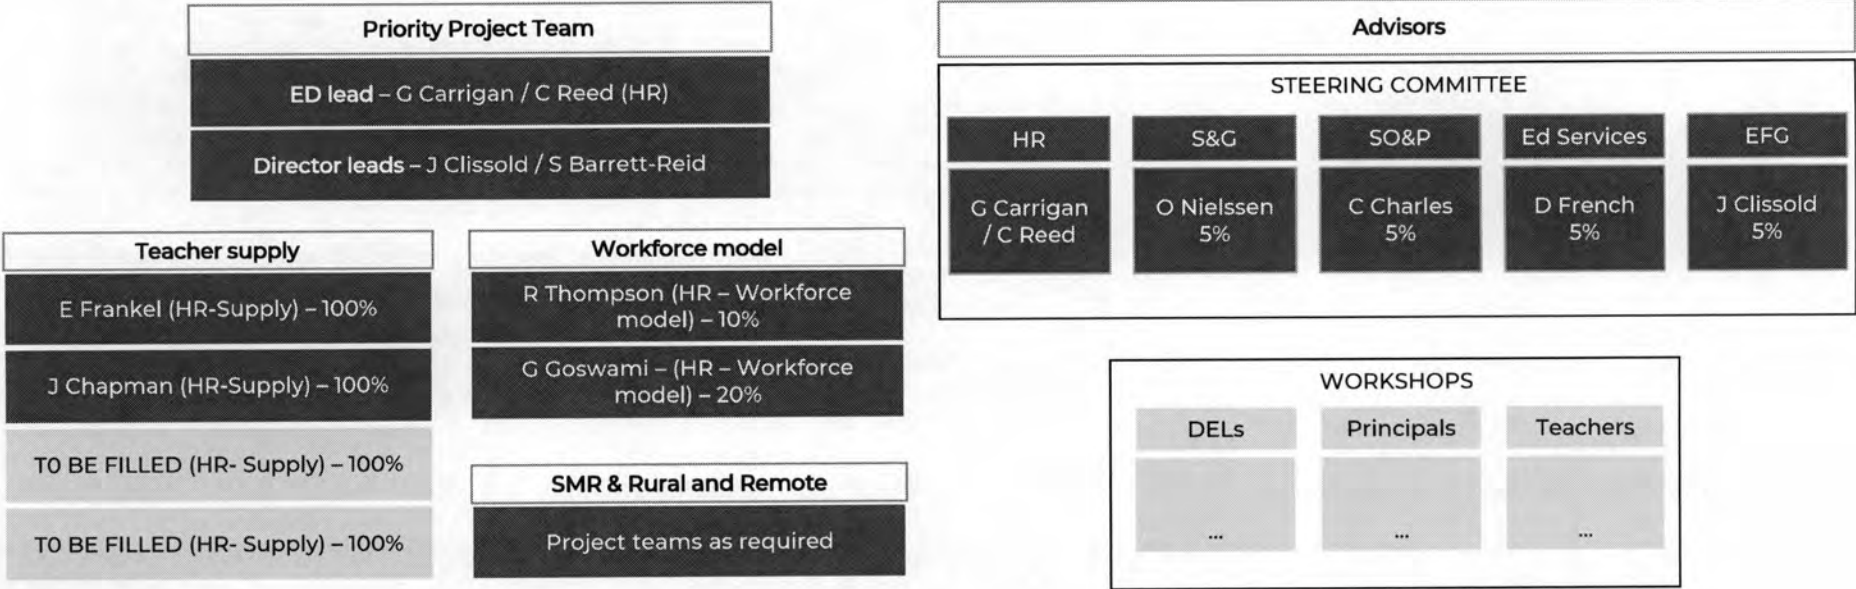 Priority Project Team
ED lead – G Carrigan / C Reed (HR)
Director leads – J Clissold / S Barrett-Reid
Teacher supply
E Frankel (HR-Supply) – 100%
J Chapman (HR-Supply) – 100%
TO BE FILLED (HR- Supply) – 100%
TO BE FILLED (HR- Supply) – 100%
Workforce model
R Thompson (HR – Workforce
model) – 10%
G Goswami – (HR – Workforce
model) – 20%
SMR & Rural and Remote
Project teams as required
Advisors
STEERING COMMITTEE
HR
G Carrigan
/ C Reed
S&G
O Nielssen
5%
SO&P
C Charles
5%
Ed Services
D French
5%
EFG
J Clissold
5%
WORKSHOPS
DELs
...
Principals
...
Teachers
...